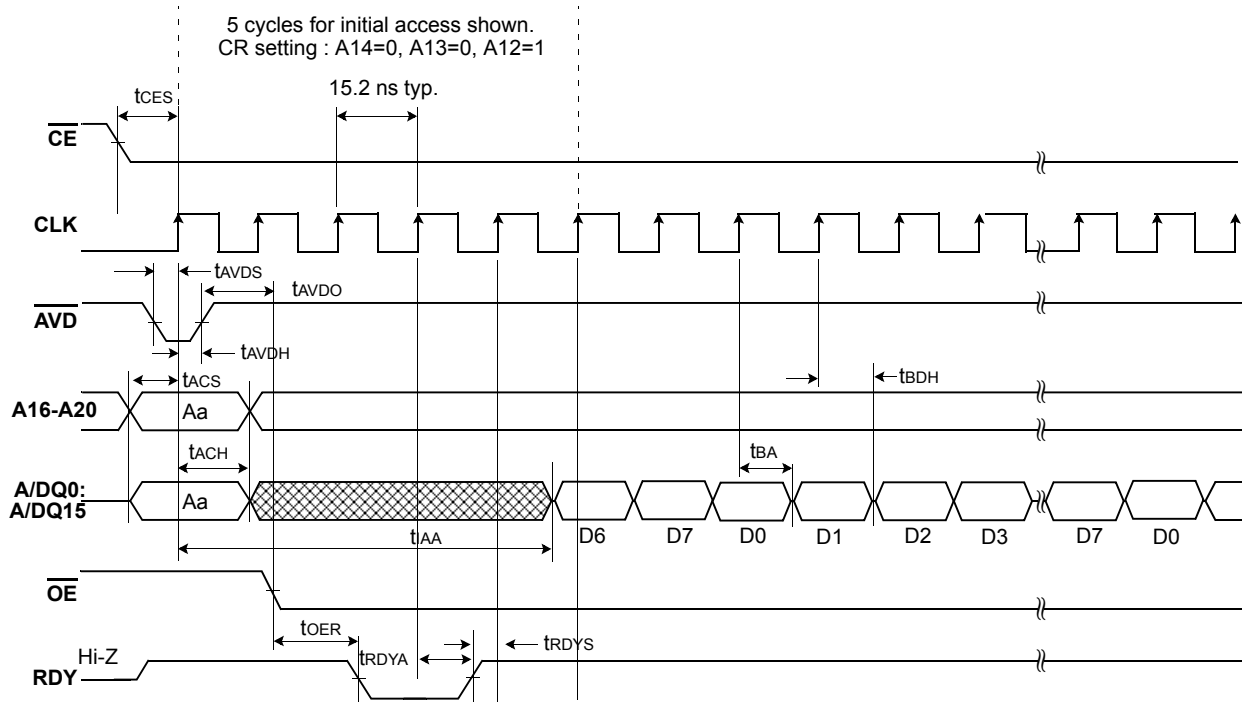 5 cycles for initial access shown.
CR setting : A14=0, A13=0, A12=1
15.2 ns typ.
tCES
CE
CLK
tAVDS
tAVDO
AVD
tAVDH
tACS
tBDH
A16-A20
Aa
tACH
tBA
A/DQ0:
A/DQ15
Aa
tIAA
D6
D7
D0
D1
D2
D3
D7
D0
OE
tOER
tRDYS
Hi-Z
tRDYA
RDY